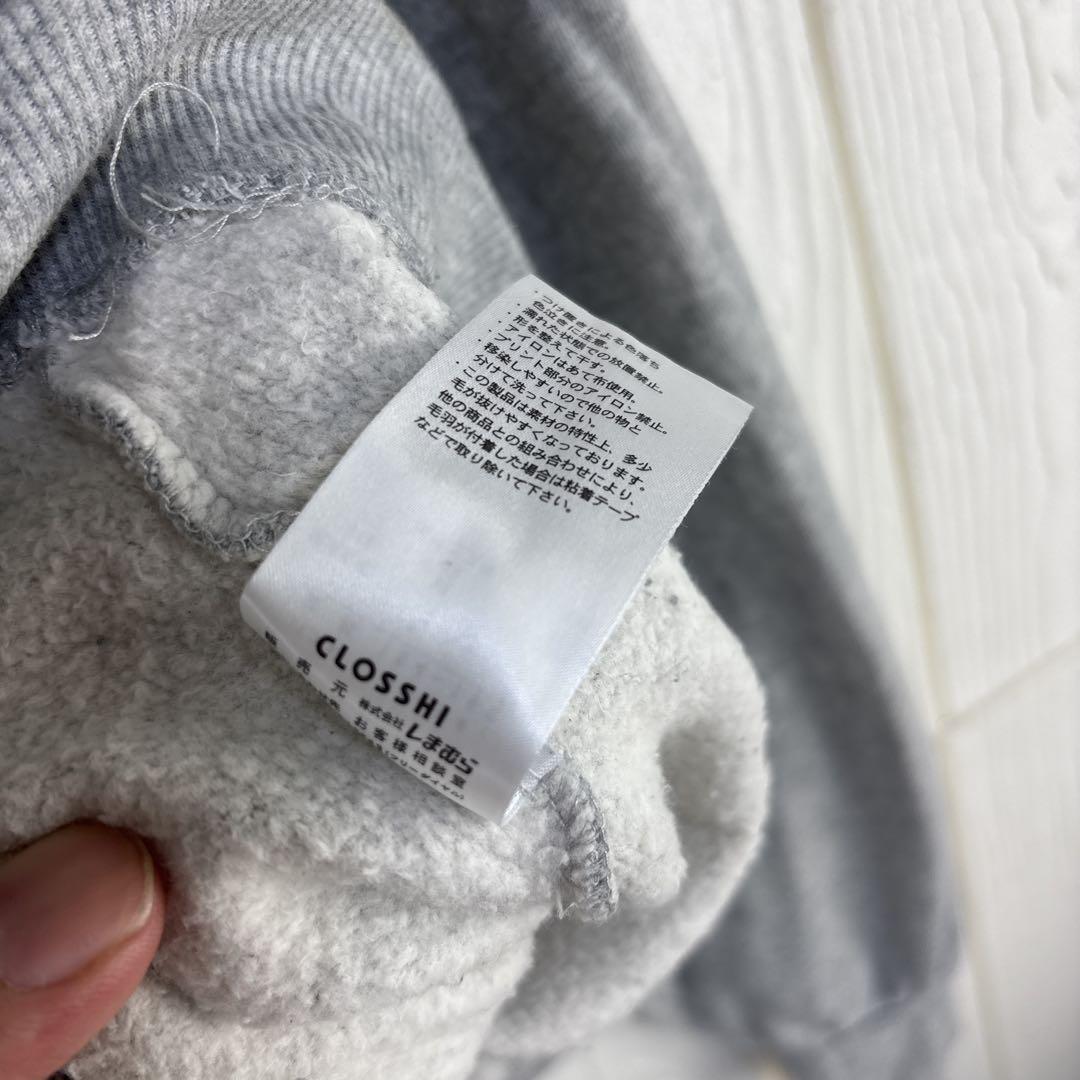 ・つけ置きによる色落ち
色泣きに注意。
・濡れた状態での放置禁止。
・形を整えて干す。
・アイロンはあて布使用。
・プリント部分のアイロン禁止。
・移染しやすいので他の物と
分けて洗って下さい。
・この製品は素材の特性上、多少
毛が抜けやすくなっております。
他の商品との組み合わせにより、
毛羽が付着した場合は粘着テープ
などで取り除いて下さい。
CLOSSHI
販売元 株式会社しまむら
お客様相談室